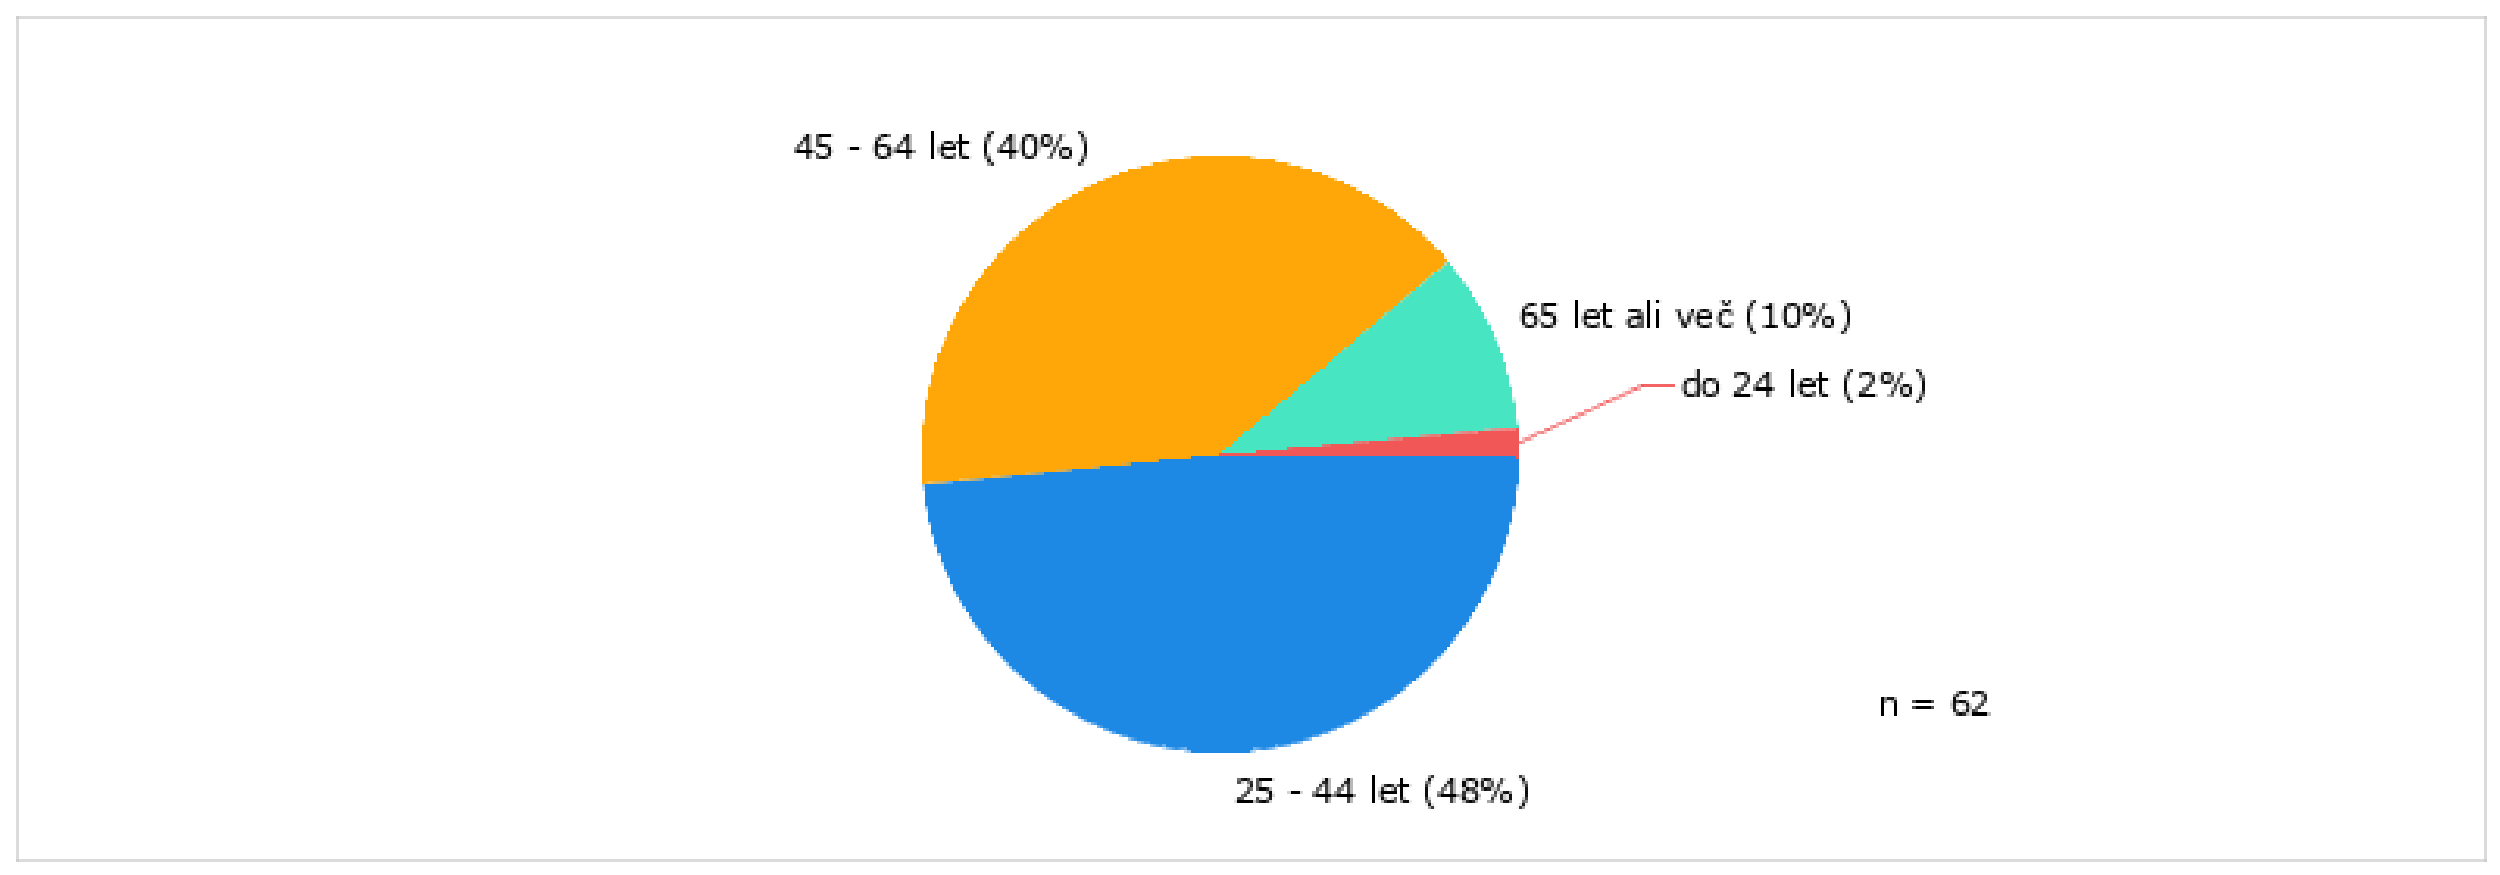 45 - 64 let (40%)
65 let ali več (10%)
do 24 let (2%)
n = 62
25 - 44 let (48%)